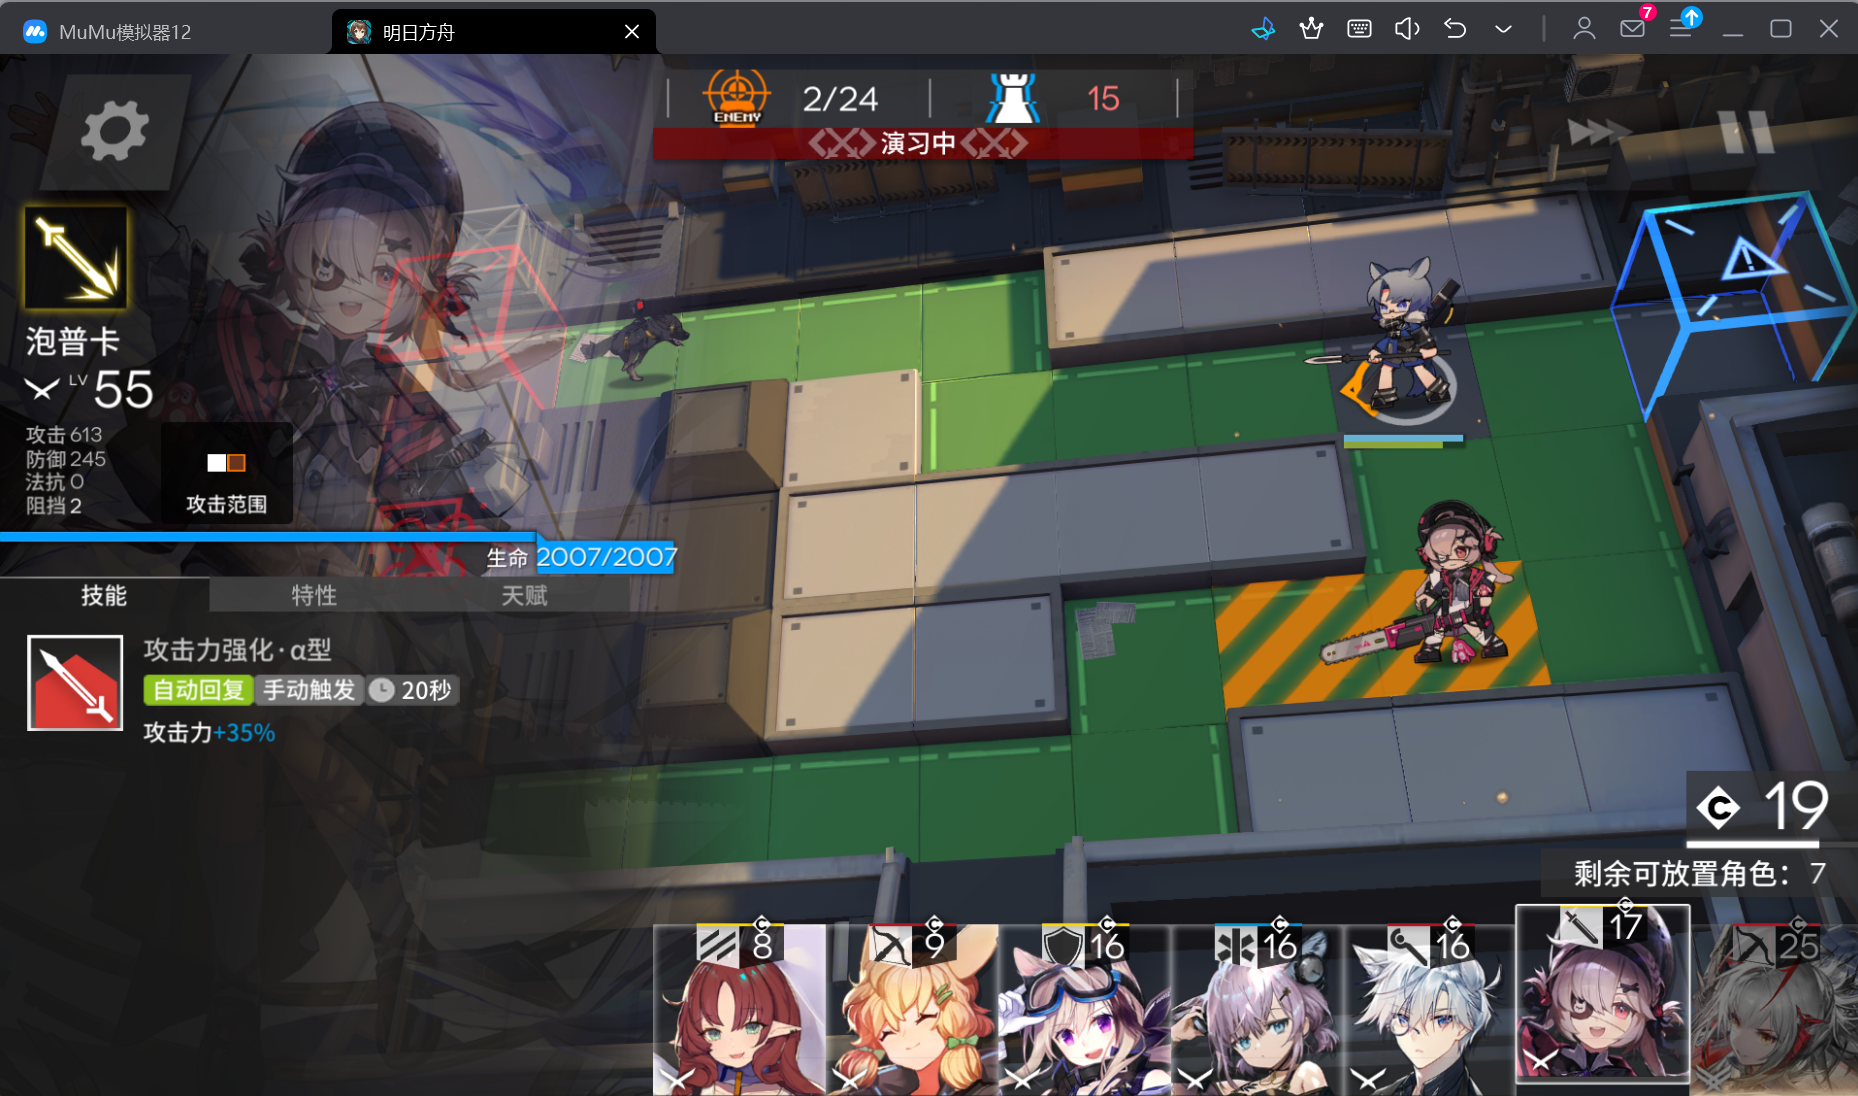 MuMu模拟器12
明日方舟
7
ENEMY
2/24
15
演习中
泡普卡
LV 55
攻击 613
防御 245
法抗 0
阻挡 2
攻击范围
生命 2007/2007
技能
特性
天赋
攻击力强化·α型
自动回复 手动触发 20秒
攻击力+35%
C 19
剩余可放置角色： 7
8
9
16
16
16
17
25